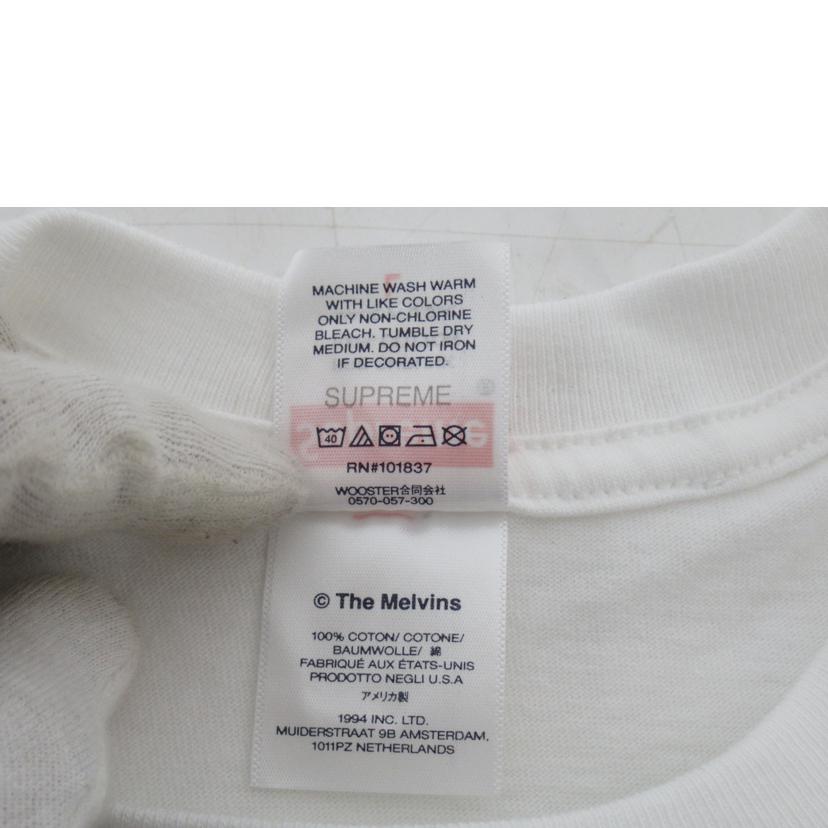 MACHINE WASH WARM
WITH LIKE COLORS
ONLY NON-CHLORINE
BLEACH. TUMBLE DRY
MEDIUM. DO NOT IRON
IF DECORATED.
SUPREME ®
Supreme
40
RN#101837
WOOSTER合同会社
0570-057-300
© The Melvins
100% COTON/ COTONE/
BAUMWOLLE/ 綿
FABRIQUÉ AUX ÉTATS-UNIS
PRODOTTO NEGLI U.S.A
アメリカ製
1994 INC. LTD.
MUIDERSTRAAT 9B AMSTERDAM,
1011PZ NETHERLANDS